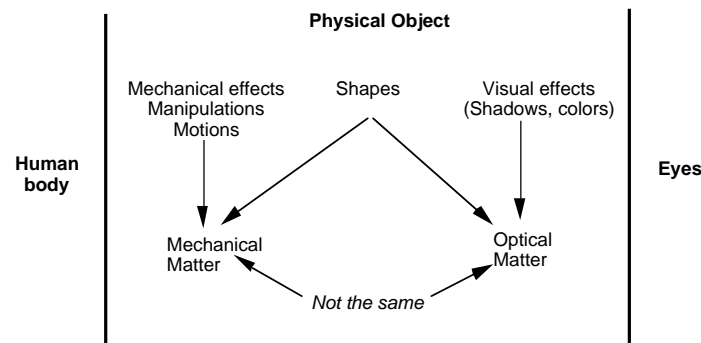 Physical Object
Mechanical effects
Manipulations
Motions
Shapes
Visual effects
(Shadows, colors)
Human
body
Eyes
Mechanical
Matter
Optical
Matter
Not the same